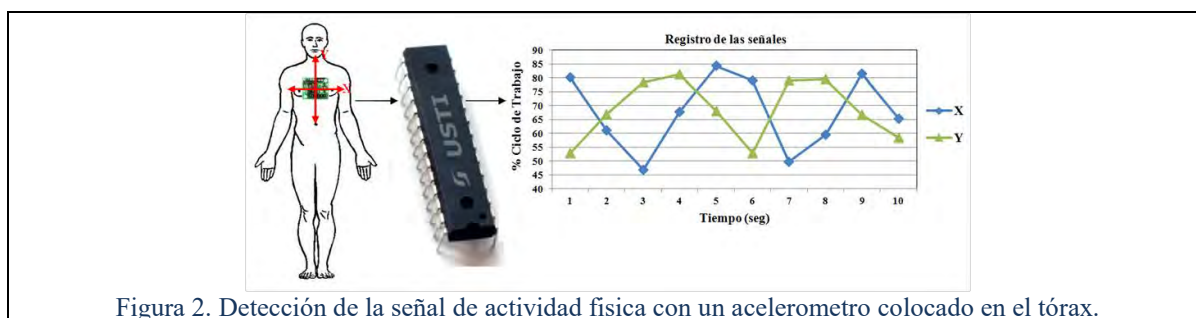 Y
X
USTI
Registro de las señales
% Ciclo de Trabajo
90
85
80
75
70
65
60
55
50
45
40
1 2 3 4 5 6 7 8 9 10
Tiempo (seg)
X
Y
Figura 2. Detección de la señal de actividad fisica con un acelerometro colocado en el tórax.